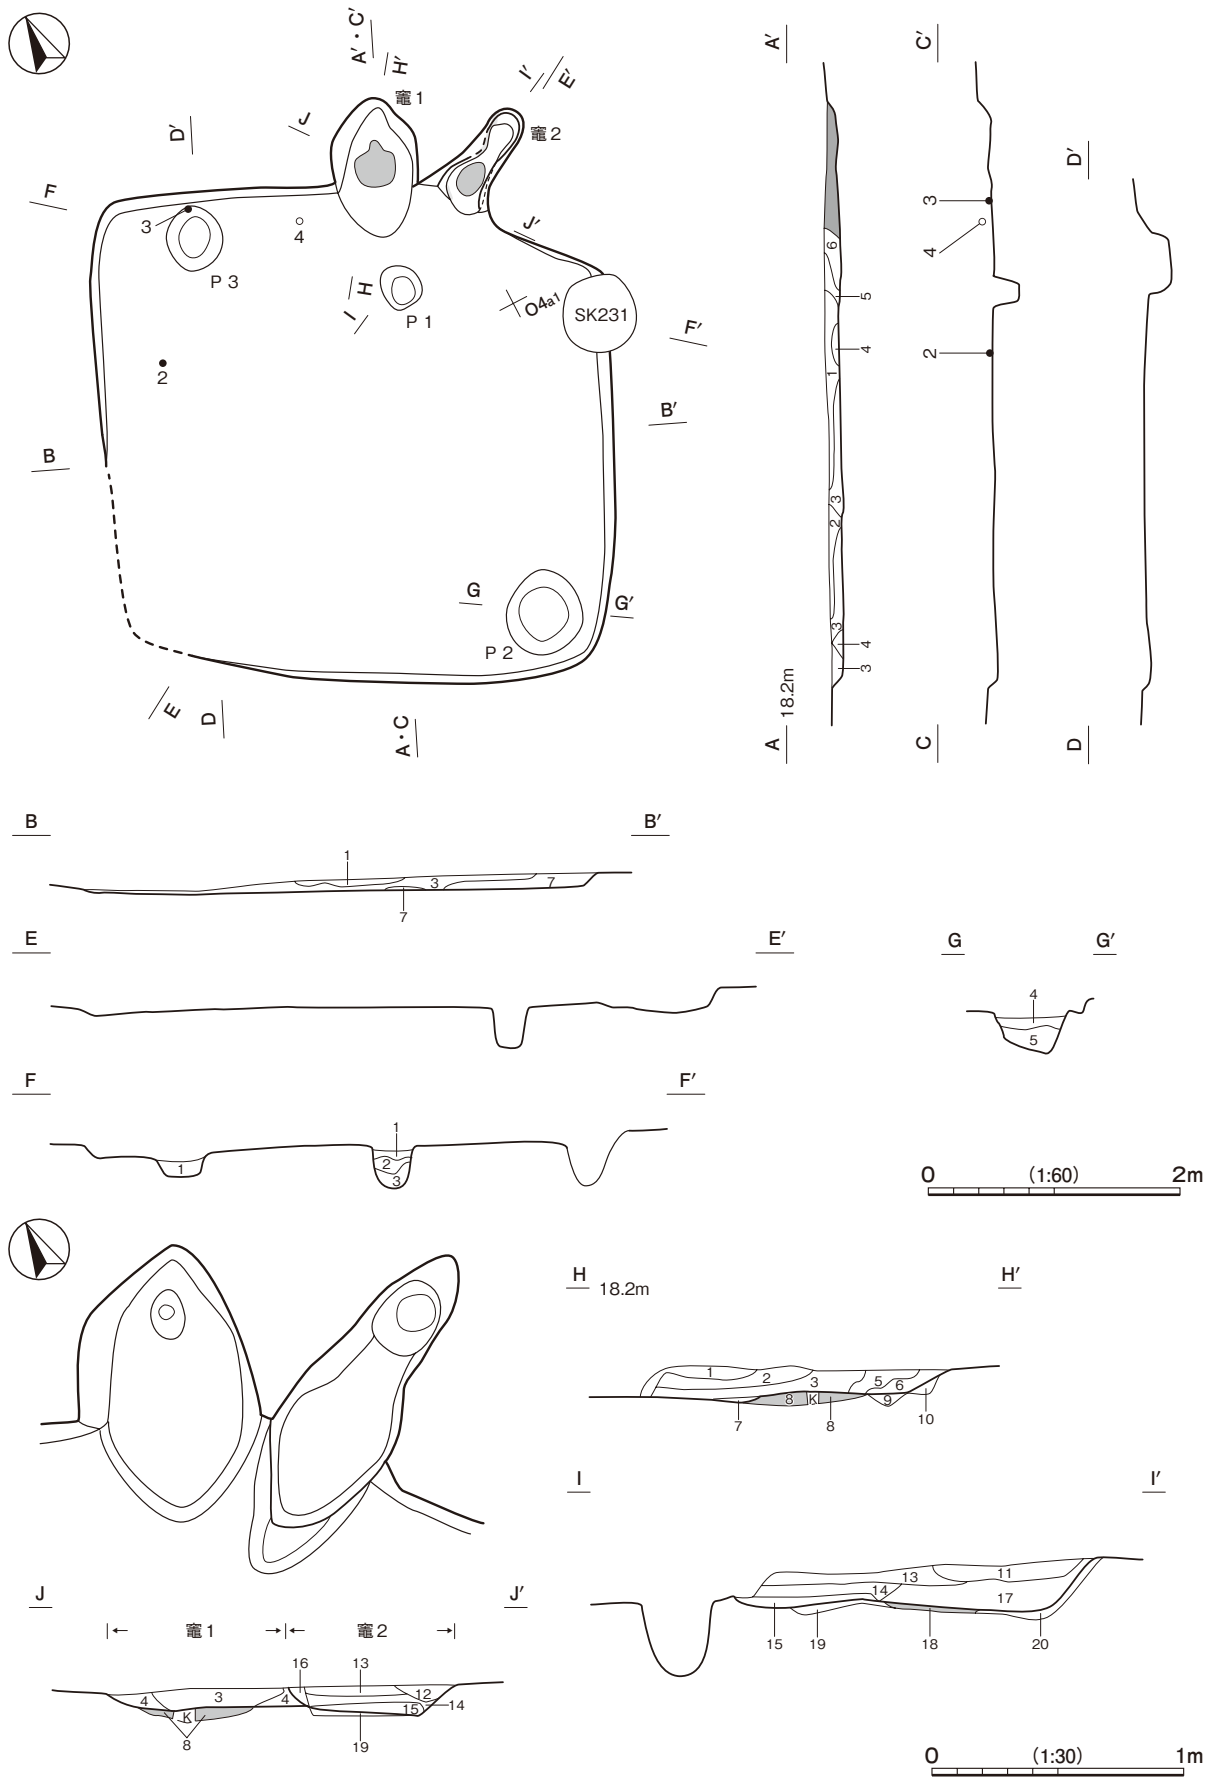 A′・C′
H′
竈1
I′
E′
竈2
D′
J
F
3
4
J′
P 3
H
I
P 1
O4a1
SK231
F′
2
B′
B
G
G′
P 2
E
D
A・C
A′
6
5
4
1
3
2
3
4
3
18.2m
A
C′
3
4
2
C
D′
D
B
B′
1
3
7
7
E
E′
G
G′
4
5
F
F′
1
1
2
3
0 (1:60) 2m
H 18.2m
H′
1
2
3
5
6
8
K
9
7
8
10
I
I′
13
11
14
17
15
19
18
20
J
J′
竈1
竈2
16
13
4
3
4
12
15
14
K
8
19
0 (1:30) 1m